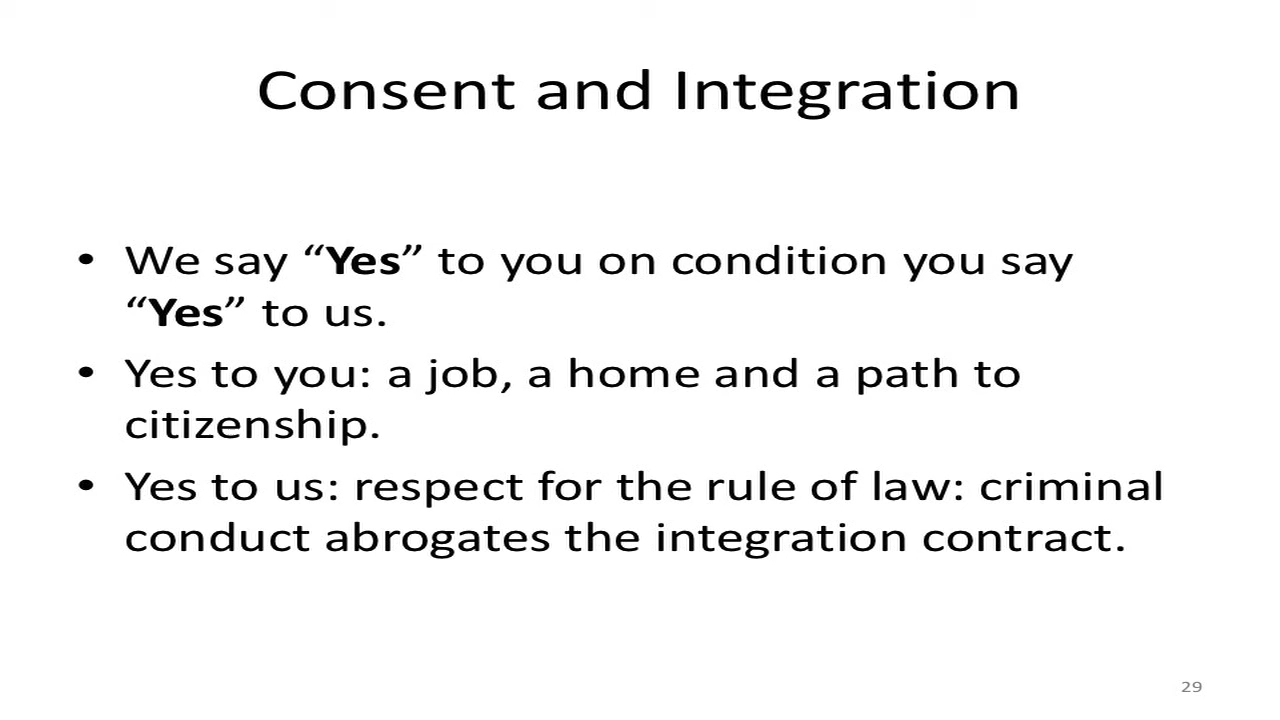 Consent and Integration
• We say “Yes” to you on condition you say
“Yes” to us.
• Yes to you: a job, a home and a path to
citizenship.
• Yes to us: respect for the rule of law: criminal
conduct abrogates the integration contract.
29